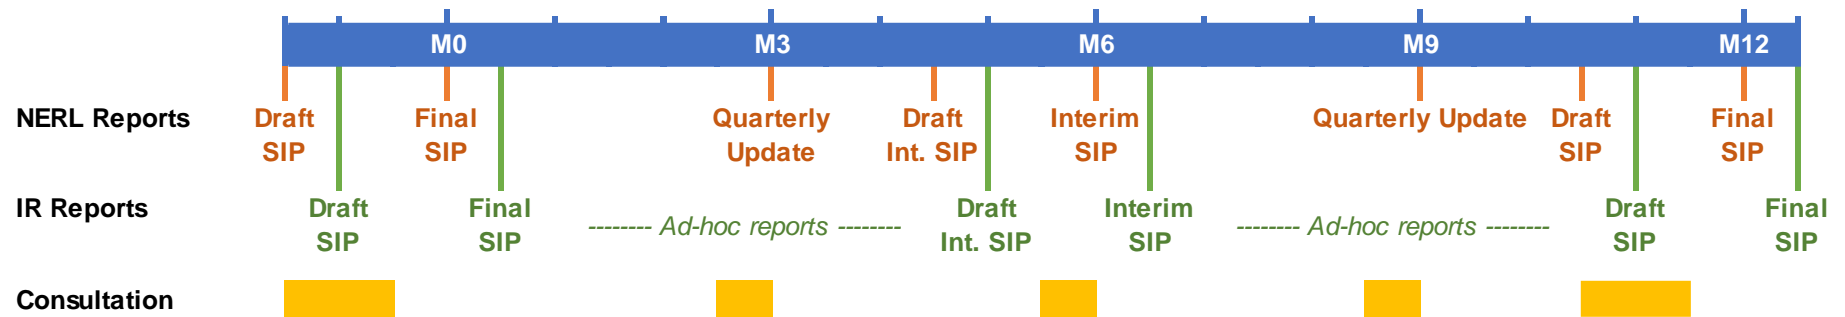 M0 M3 M6 M9 M12
NERL Reports Draft Final Quarterly Draft Interim Quarterly Update Draft Final
SIP SIP Update Int. SIP SIP SIP SIP
IR Reports Draft Final Draft Interim Draft Final
-------- Ad-hoc reports -------- -------- Ad-hoc reports --------
SIP SIP Int. SIP SIP SIP SIP
Consultation